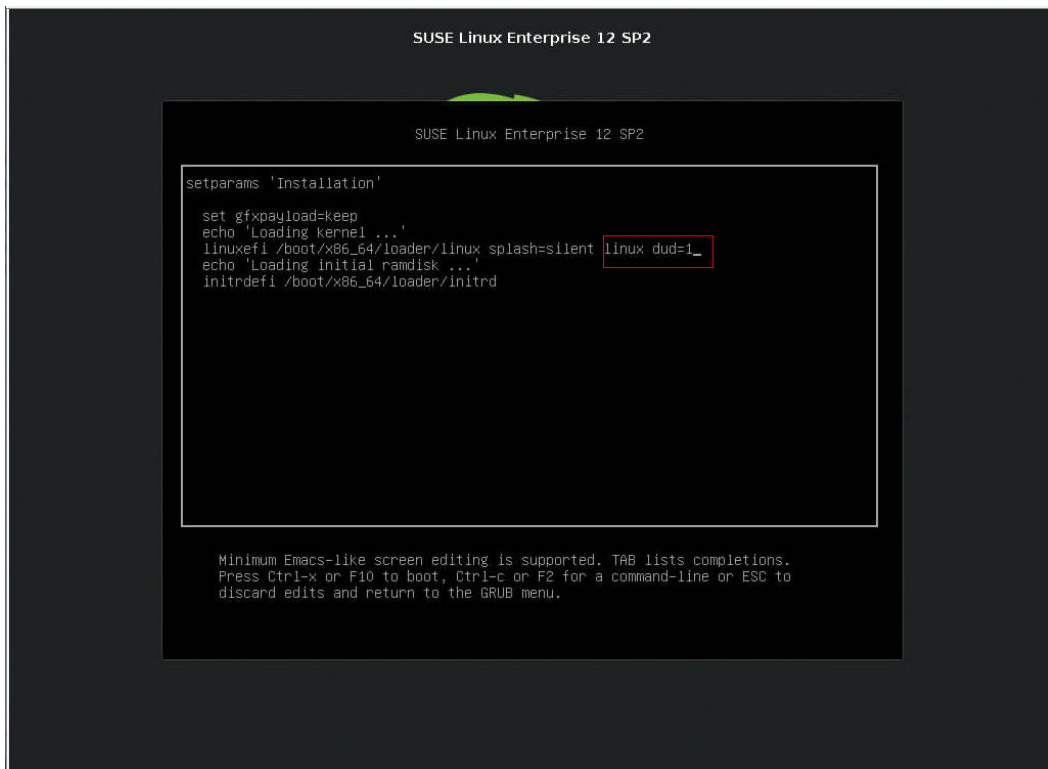 SUSE Linux Enterprise 12 SP2
SUSE Linux Enterprise 12 SP2
setparams 'Installation'
set gfxpayload=keep
echo 'Loading kernel ...'
linuxefi /boot/x86_64/loader/linux splash=silent linux dud=1_
echo 'Loading initial ramdisk ...'
initrdefi /boot/x86_64/loader/initrd
Minimum Emacs-like screen editing is supported. TAB lists completions.
Press Ctrl-x or F10 to boot, Ctrl-c or F2 for a command-line or ESC to
discard edits and return to the GRUB menu.